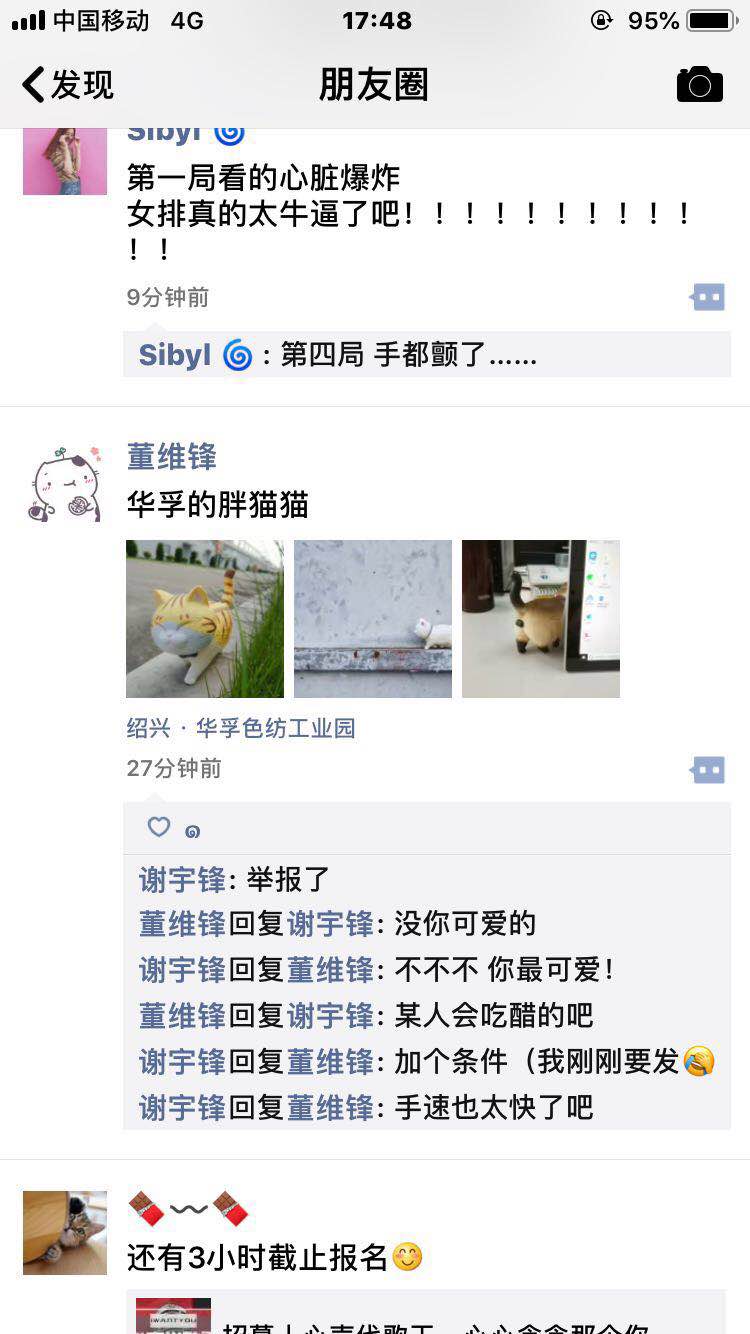 中国移动 4G 17:48 95%
发现 朋友圈
Sibyl 🌀
第一局看的心脏爆炸
女排真的太牛逼了吧！！！！！！！！！！
！！
9分钟前
Sibyl 🌀：第四局 手都颤了……
董维锋
华孚的胖猫猫
绍兴 · 华孚色纺工业园
27分钟前
谢宇锋：举报了
董维锋回复谢宇锋：没你可爱的
谢宇锋回复董维锋：不不不 你最可爱！
董维锋回复谢宇锋：某人会吃醋的吧
谢宇锋回复董维锋：加个条件（我刚刚要发🤣
谢宇锋回复董维锋：手速也太快了吧
🍫〰🍫
还有3小时截止报名😊
I WANT YOU